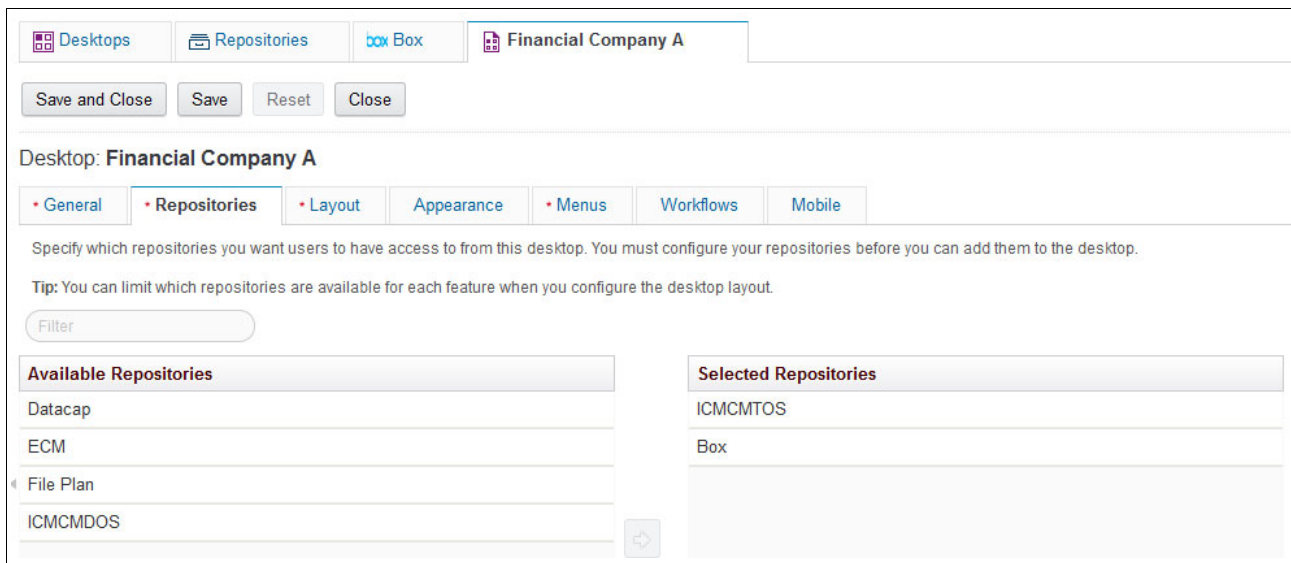 Desktops Repositories box Box Financial Company A
Save and Close Save Reset Close
Desktop: Financial Company A
* General * Repositories * Layout Appearance * Menus Workflows Mobile
Specify which repositories you want users to have access to from this desktop. You must configure your repositories before you can add them to the desktop.
Tip: You can limit which repositories are available for each feature when you configure the desktop layout.
Filter
Available Repositories
Datacap
ECM
File Plan
ICMCMDOS
Selected Repositories
ICMCMTOS
Box